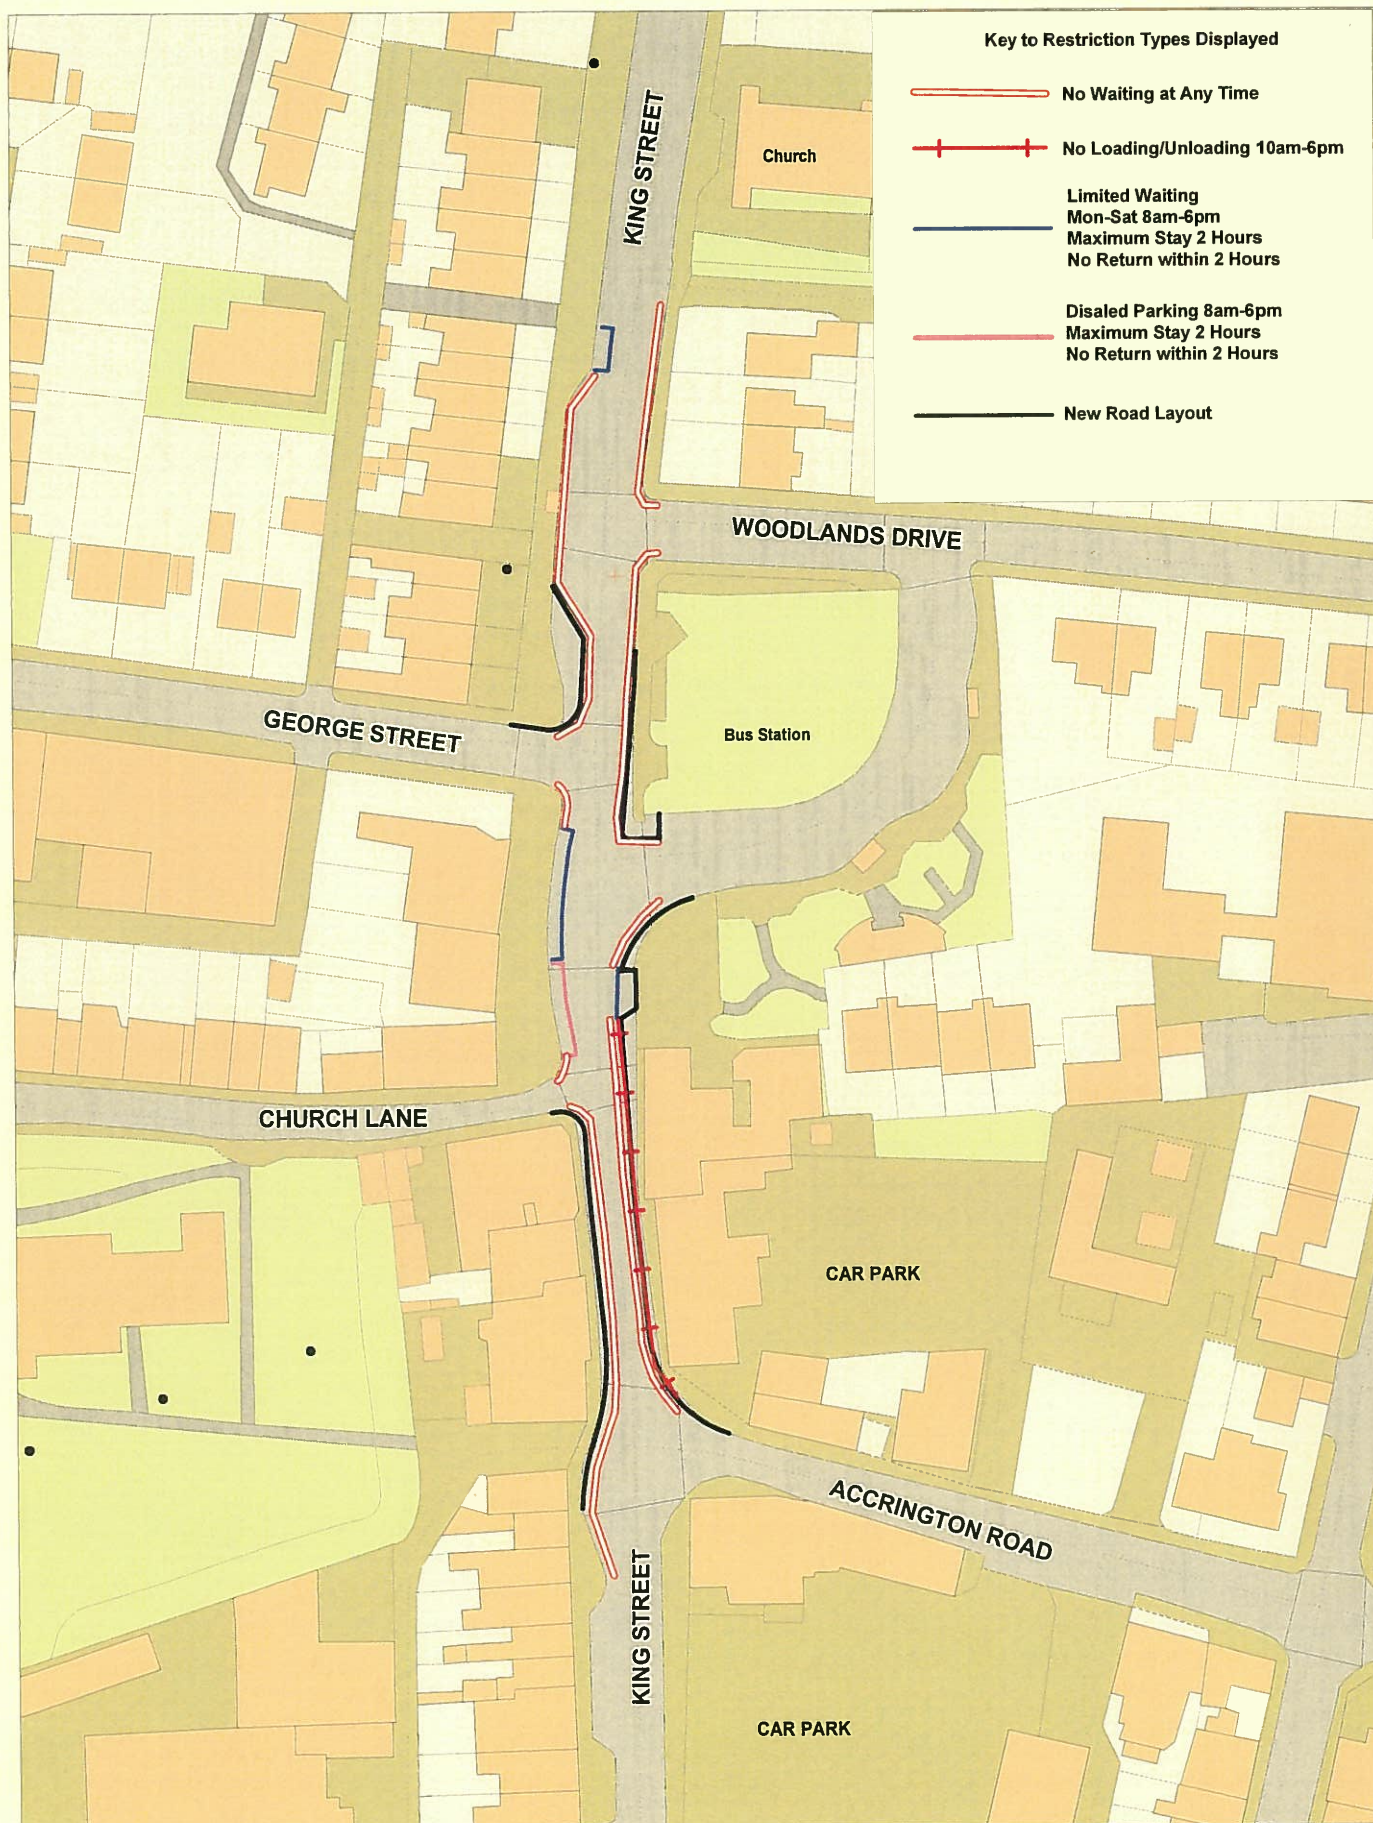 Key to Restriction Types Displayed
No Waiting at Any Time
No Loading/Unloading 10am-6pm
Limited Waiting
Mon-Sat 8am-6pm
Maximum Stay 2 Hours
No Return within 2 Hours
Disaled Parking 8am-6pm
Maximum Stay 2 Hours
No Return within 2 Hours
New Road Layout
KING STREET
Church
WOODLANDS DRIVE
GEORGE STREET
Bus Station
CHURCH LANE
CAR PARK
ACCRINGTON ROAD
KING STREET
CAR PARK